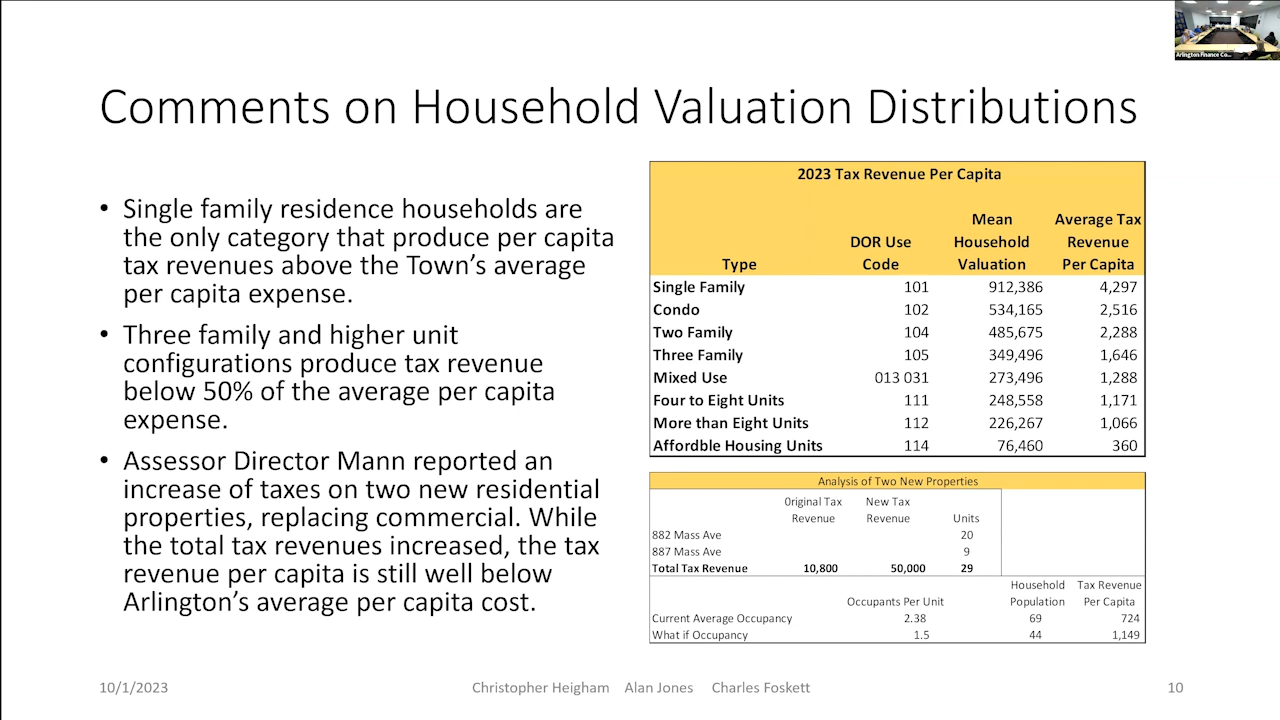 Arlington Finance Co...
Comments on Household Valuation Distributions
• Single family residence households are
the only category that produce per capita
tax revenues above the Town's average
per capita expense.
• Three family and higher unit
configurations produce tax revenue
below 50% of the average per capita
expense.
• Assessor Director Mann reported an
increase of taxes on two new residential
properties, replacing commercial. While
the total tax revenues increased, the tax
revenue per capita is still well below
Arlington's average per capita cost.
2023 Tax Revenue Per Capita
Mean Average Tax
DOR Use Household Revenue
Type Code Valuation Per Capita
Single Family 101 912,386 4,297
Condo 102 534,165 2,516
Two Family 104 485,675 2,288
Three Family 105 349,496 1,646
Mixed Use 013 031 273,496 1,288
Four to Eight Units 111 248,558 1,171
More than Eight Units 112 226,267 1,066
Affordble Housing Units 114 76,460 360
Analysis of Two New Properties
Original Tax New Tax
Revenue Revenue Units
882 Mass Ave 20
887 Mass Ave 9
Total Tax Revenue 10,800 50,000 29
Household Tax Revenue
Occupants Per Unit Population Per Capita
Current Average Occupancy 2.38 69 724
What if Occupancy 1.5 44 1,149
10/1/2023 Christopher Heigham Alan Jones Charles Foskett 10